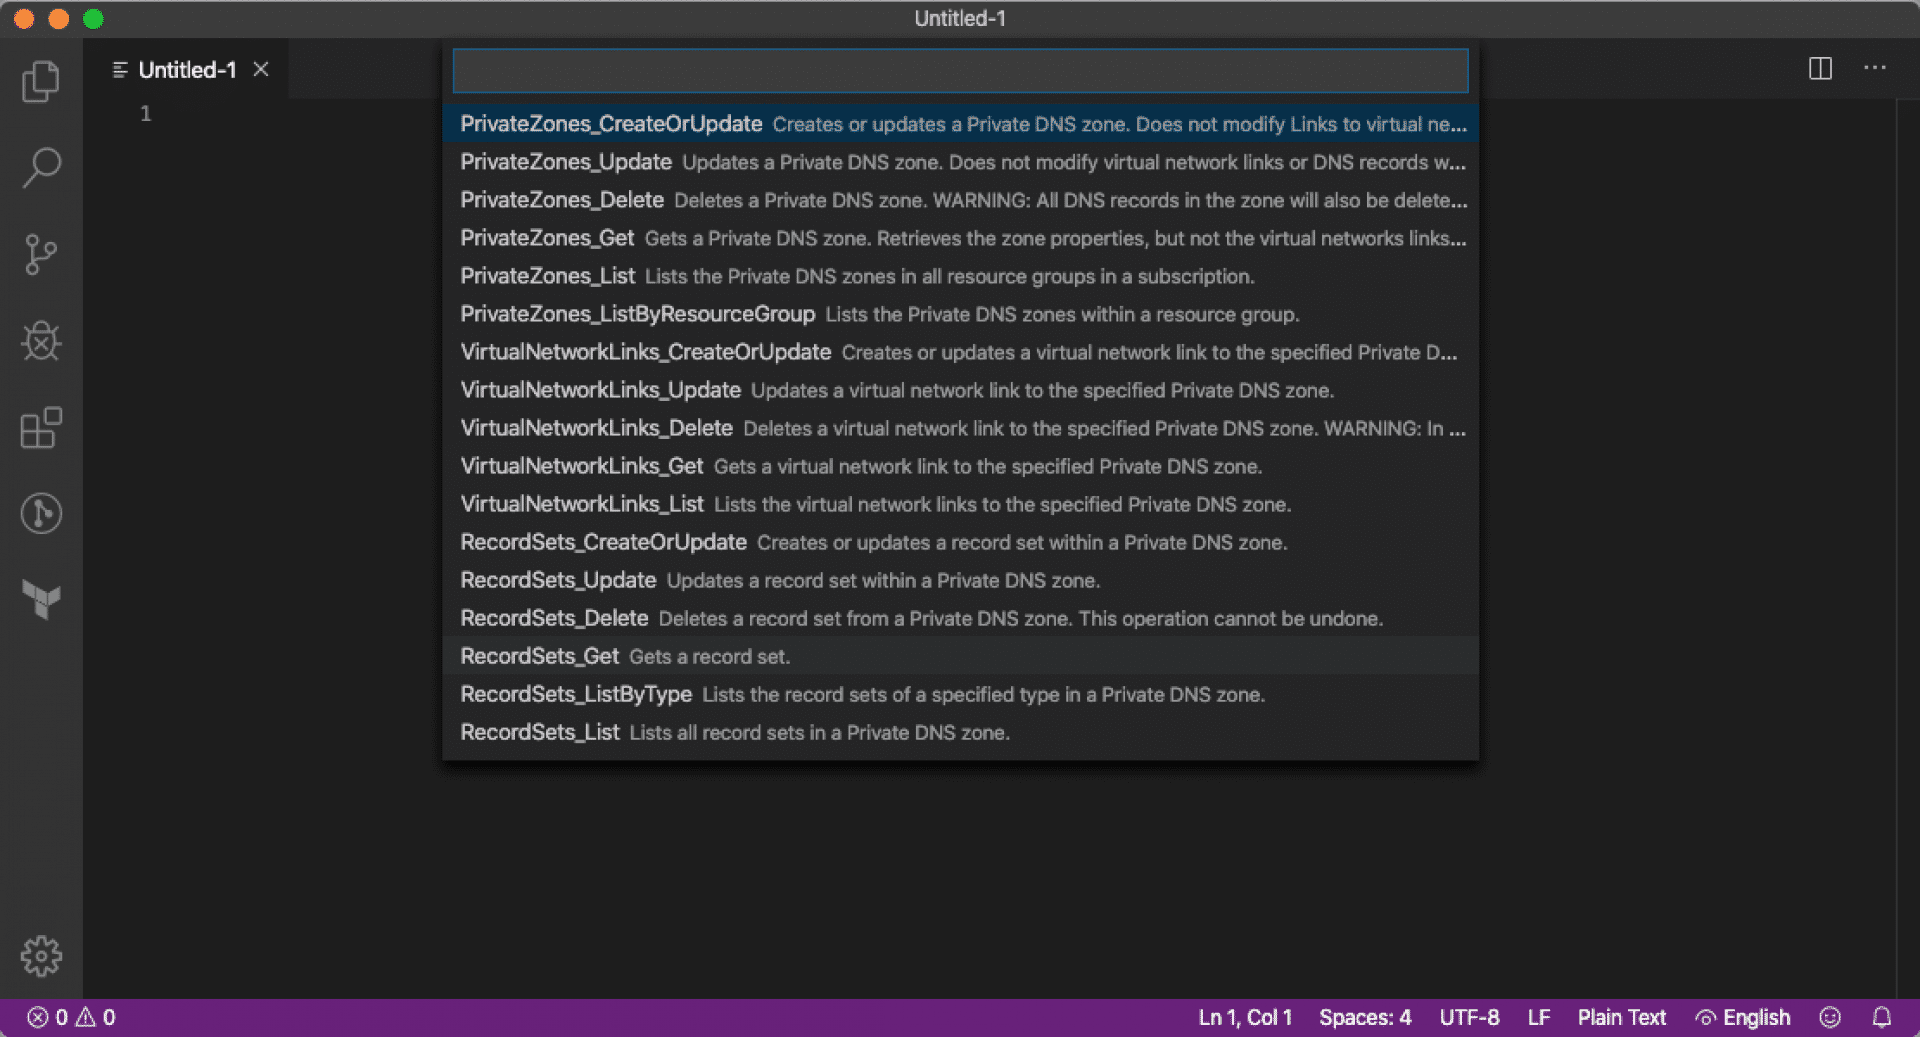 Untitled-1
Untitled-1
1
PrivateZones_CreateOrUpdate Creates or updates a Private DNS zone. Does not modify Links to virtual ne...
PrivateZones_Update Updates a Private DNS zone. Does not modify virtual network links or DNS records w...
PrivateZones_Delete Deletes a Private DNS zone. WARNING: All DNS records in the zone will also be delete...
PrivateZones_Get Gets a Private DNS zone. Retrieves the zone properties, but not the virtual networks links...
PrivateZones_List Lists the Private DNS zones in all resource groups in a subscription.
PrivateZones_ListByResourceGroup Lists the Private DNS zones within a resource group.
VirtualNetworkLinks_CreateOrUpdate Creates or updates a virtual network link to the specified Private D...
VirtualNetworkLinks_Update Updates a virtual network link to the specified Private DNS zone.
VirtualNetworkLinks_Delete Deletes a virtual network link to the specified Private DNS zone. WARNING: In ...
VirtualNetworkLinks_Get Gets a virtual network link to the specified Private DNS zone.
VirtualNetworkLinks_List Lists the virtual network links to the specified Private DNS zone.
RecordSets_CreateOrUpdate Creates or updates a record set within a Private DNS zone.
RecordSets_Update Updates a record set within a Private DNS zone.
RecordSets_Delete Deletes a record set from a Private DNS zone. This operation cannot be undone.
RecordSets_Get Gets a record set.
RecordSets_ListByType Lists the record sets of a specified type in a Private DNS zone.
RecordSets_List Lists all record sets in a Private DNS zone.
0 0 Ln 1, Col 1 Spaces: 4 UTF-8 LF Plain Text English